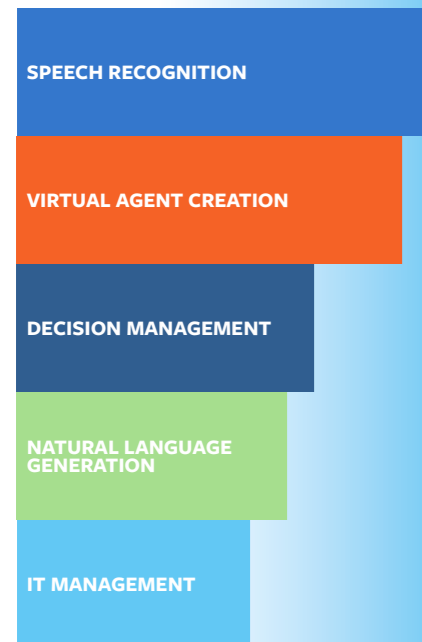 SPEECH RECOGNITION
VIRTUAL AGENT CREATION
DECISION MANAGEMENT
NATURAL LANGUAGE
GENERATION
IT MANAGEMENT